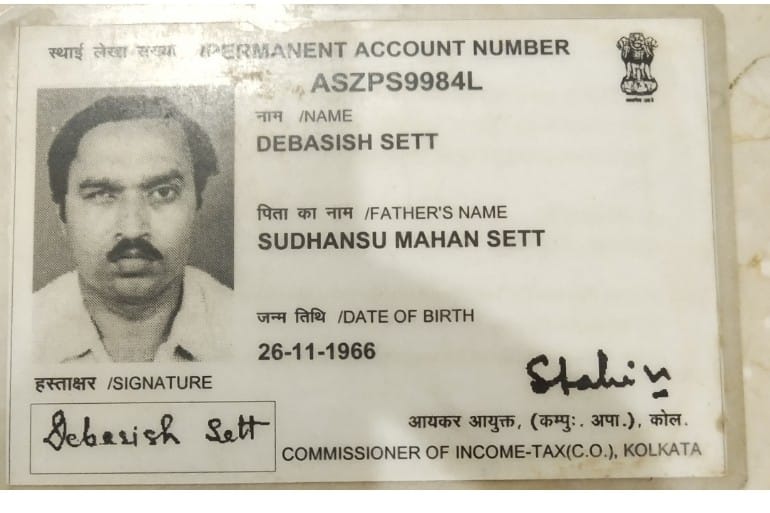 स्थाई लेखा सख्या /PERMANENT ACCOUNT NUMBER
ASZPS9984L
नाम /NAME
DEBASISH SETT
पिता का नाम /FATHER'S NAME
SUDHANSU MAHAN SETT
जन्म तिथि /DATE OF BIRTH
26-11-1966
हस्ताक्षर /SIGNATURE
Debasish Sett
आयकर आयुक्त, (कम्पु:. अपा.), कोल.
COMMISSIONER OF INCOME-TAX(C.O.), KOLKATA